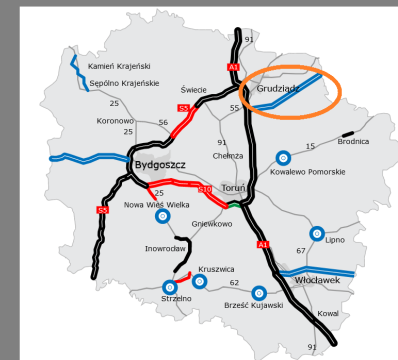 91
A1
Kamień Krajeński
Sępólno Krajeńskie
Świecie
Grudziądz
25
S5
55
Koronowo
56
25
91
15
Brodnica
Chełmża
Bydgoszcz
Kowalewo Pomorskie
25
S10
Toruń
Nowa Wieś Wielka
S5
Gniewkowo
A1
Lipno
Inowrocław
67
Kruszwica
62
Włocławek
Strzelno
Brześć Kujawski
Kowal
91